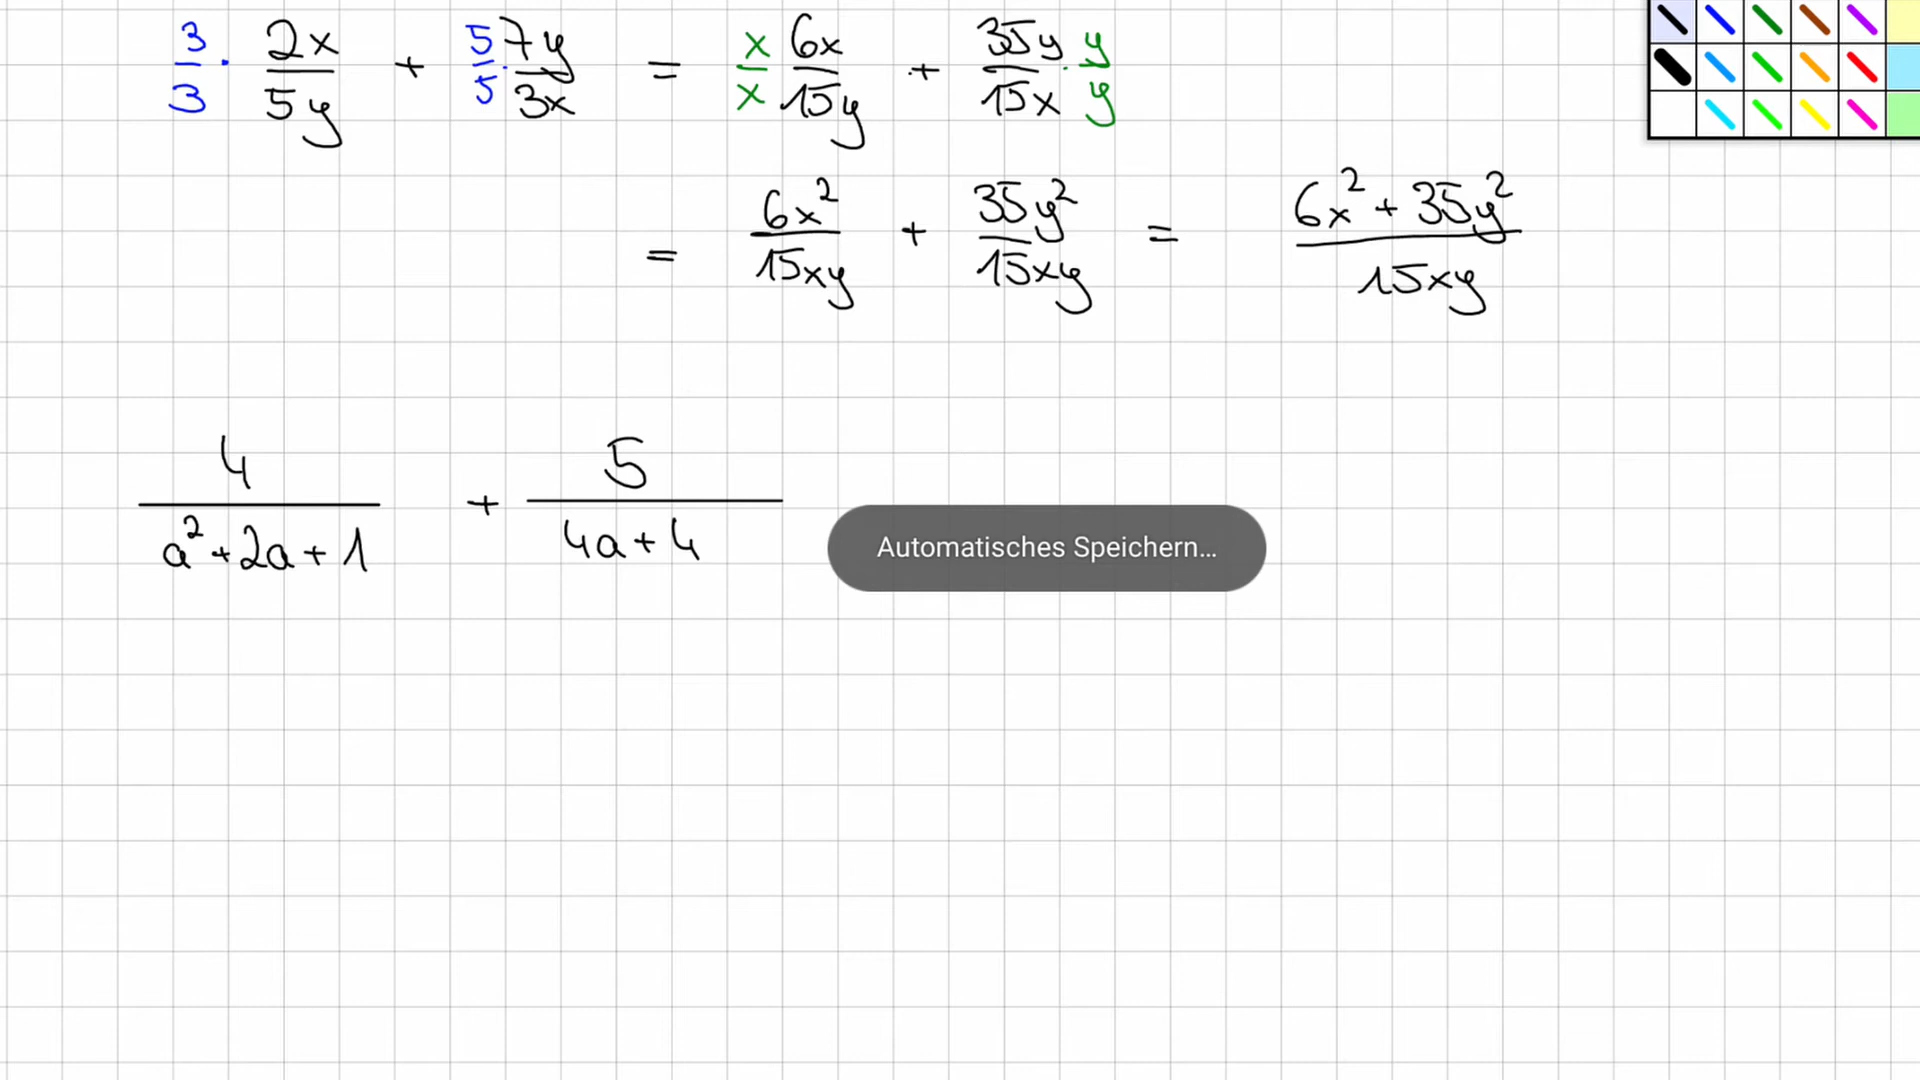 3/3 · 2x/5y + 5/5 · 7y/3x = x/x · 6x/15y + 35y/15x · y/y
= 6x²/15xy + 35y²/15xy = (6x² + 35y²)/15xy
4/(a²+2a+1) + 5/(4a+4)
Automatisches Speichern...